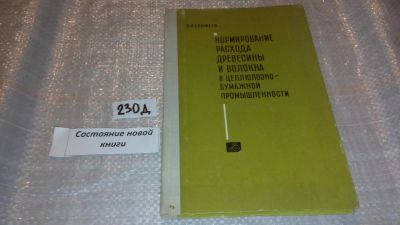 НОРМИРОВАНИЕ
РАСХОДА
ДРЕВЕСИНЫ
И ВОЛОКНА
В ЦЕЛЛЮЛОЗНО-
БУМАЖНОЙ
ПРОМЫШЛЕННОСТИ
230Д
Состояние новой
книги